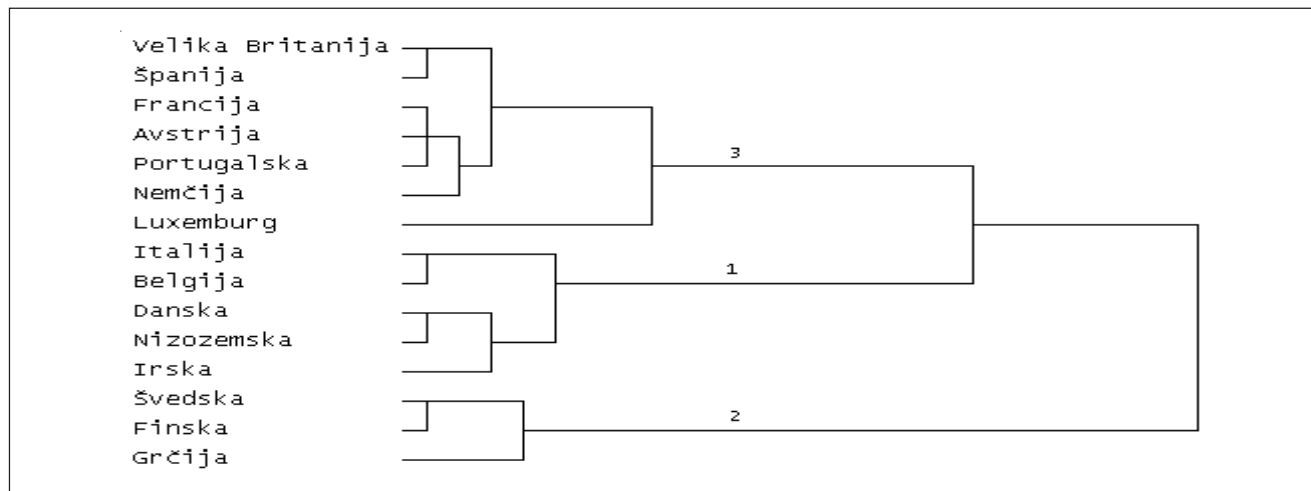 Velika Britanija
Španija
Francija
Avstrija
Portugalska
3
Nemčija
Luxemburg
Italija
Belgija
1
Danska
Nizozemska
Irska
Švedska
Finska
2
Grčija